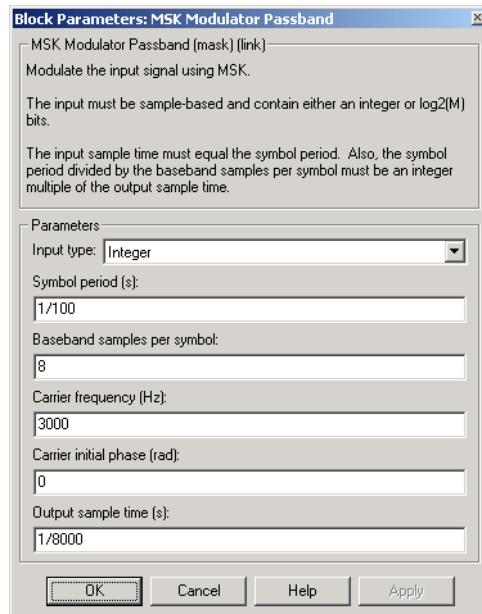 Block Parameters: MSK Modulator Passband
MSK Modulator Passband (mask) (link)
Modulate the input signal using MSK.
The input must be sample-based and contain either an integer or log2(M)
bits.
The input sample time must equal the symbol period. Also, the symbol
period divided by the baseband samples per symbol must be an integer
multiple of the output sample time.
Parameters
Input type: Integer
Symbol period (s):
1/100
Baseband samples per symbol:
8
Carrier frequency (Hz):
3000
Carrier initial phase (rad):
0
Output sample time (s):
1/8000
OK Cancel Help Apply